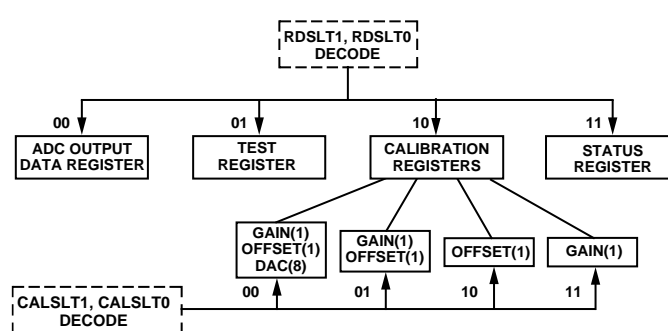 RDSLT1, RDSLT0
DECODE
00
01
10
11
ADC OUTPUT
DATA REGISTER
TEST
REGISTER
CALIBRATION
REGISTERS
STATUS
REGISTER
GAIN(1)
OFFSET(1)
DAC(8)
GAIN(1)
OFFSET(1)
OFFSET(1)
GAIN(1)
00
01
10
11
CALSLT1, CALSLT0
DECODE